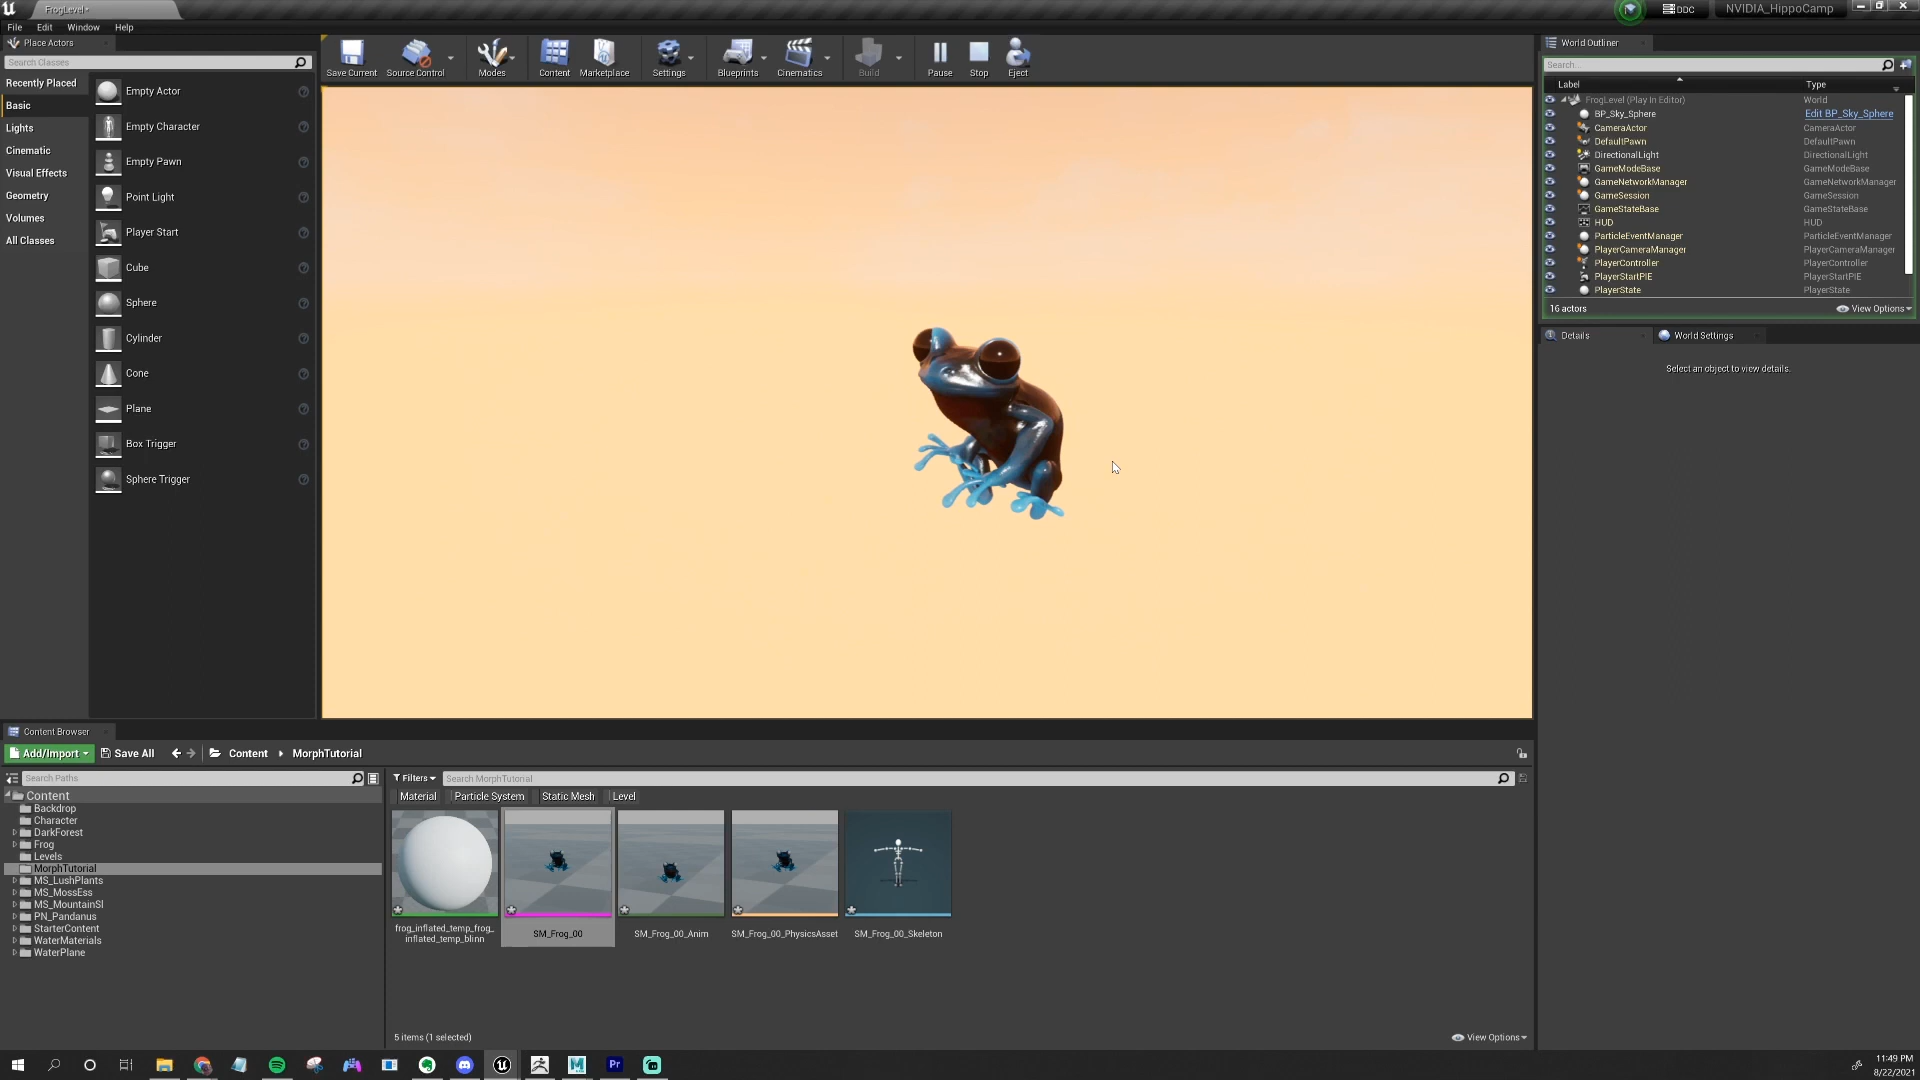 FrogLevel•
DDC
NVIDIA_HippoCamp
File Edit Window Help
Place Actors
Search Classes
Recently Placed
Basic
Lights
Cinematic
Visual Effects
Geometry
Volumes
All Classes
Empty Actor
Empty Character
Empty Pawn
Point Light
Player Start
Cube
Sphere
Cylinder
Cone
Plane
Box Trigger
Sphere Trigger
Save Current
Source Control
Modes
Content
Marketplace
Settings
Blueprints
Cinematics
Build
Pause
Stop
Eject
World Outliner
Search...
Label Type
FrogLevel (Play In Editor) World
BP_Sky_Sphere Edit BP_Sky_Sphere
CameraActor CameraActor
DefaultPawn DefaultPawn
DirectionalLight DirectionalLight
GameModeBase GameModeBase
GameNetworkManager GameNetworkManager
GameSession GameSession
GameStateBase GameStateBase
HUD HUD
ParticleEventManager ParticleEventManager
PlayerCameraManager PlayerCameraManager
PlayerController PlayerController
PlayerStartPIE PlayerStartPIE
PlayerState PlayerState
16 actors View Options
Details World Settings
Select an object to view details.
Content Browser
Add/Import Save All Content MorphTutorial
Search Paths
Content
Backdrop
Character
DarkForest
Frog
Levels
MorphTutorial
MS_LushPlants
MS_MossEss
MS_MountainSl
PN_Pandanus
StarterContent
WaterMaterials
WaterPlane
Filters Search MorphTutorial
Material Particle System Static Mesh Level
frog_inflated_temp_frog_
inflated_temp_blinn
SM_Frog_00
SM_Frog_00_Anim
SM_Frog_00_PhysicsAsset
SM_Frog_00_Skeleton
5 items (1 selected) View Options
Pr
11:49 PM
8/22/2021